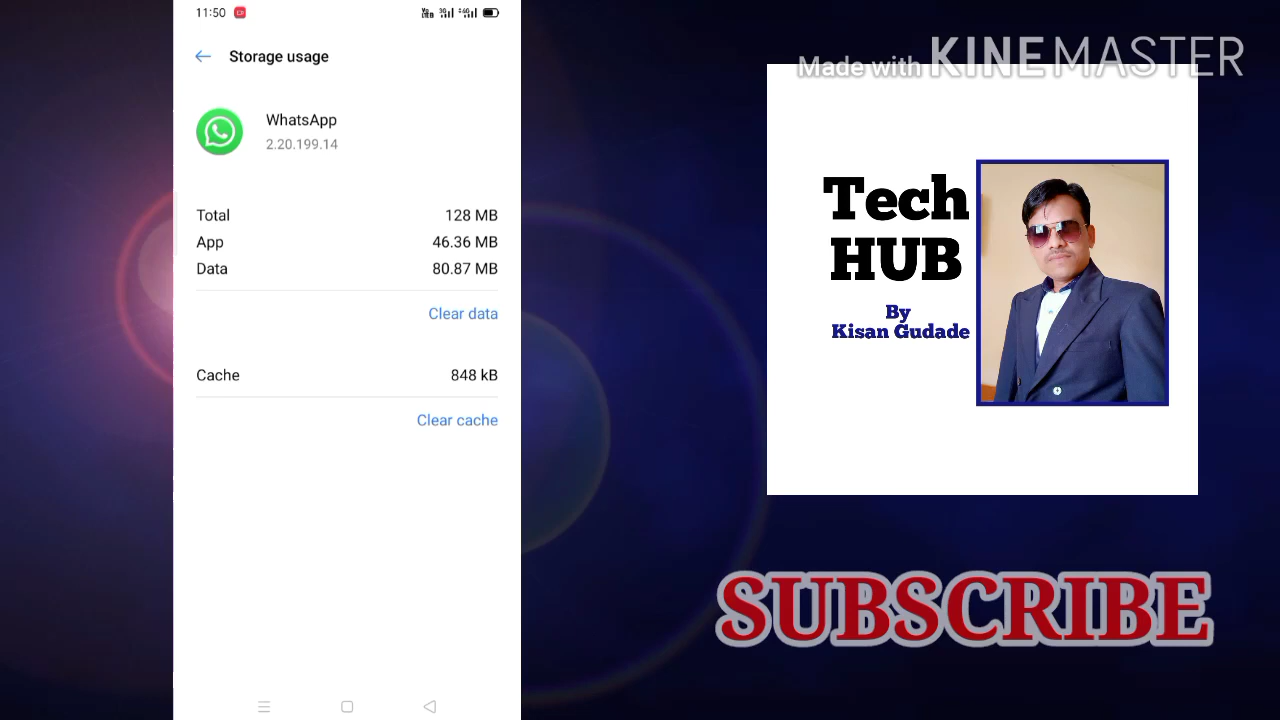 11:50
Storage usage
WhatsApp
2.20.199.14
Total 128 MB
App 46.36 MB
Data 80.87 MB
Clear data
Cache 848 kB
Clear cache
Made with KINEMASTER
Tech
HUB
By
Kisan Gudade
SUBSCRIBE